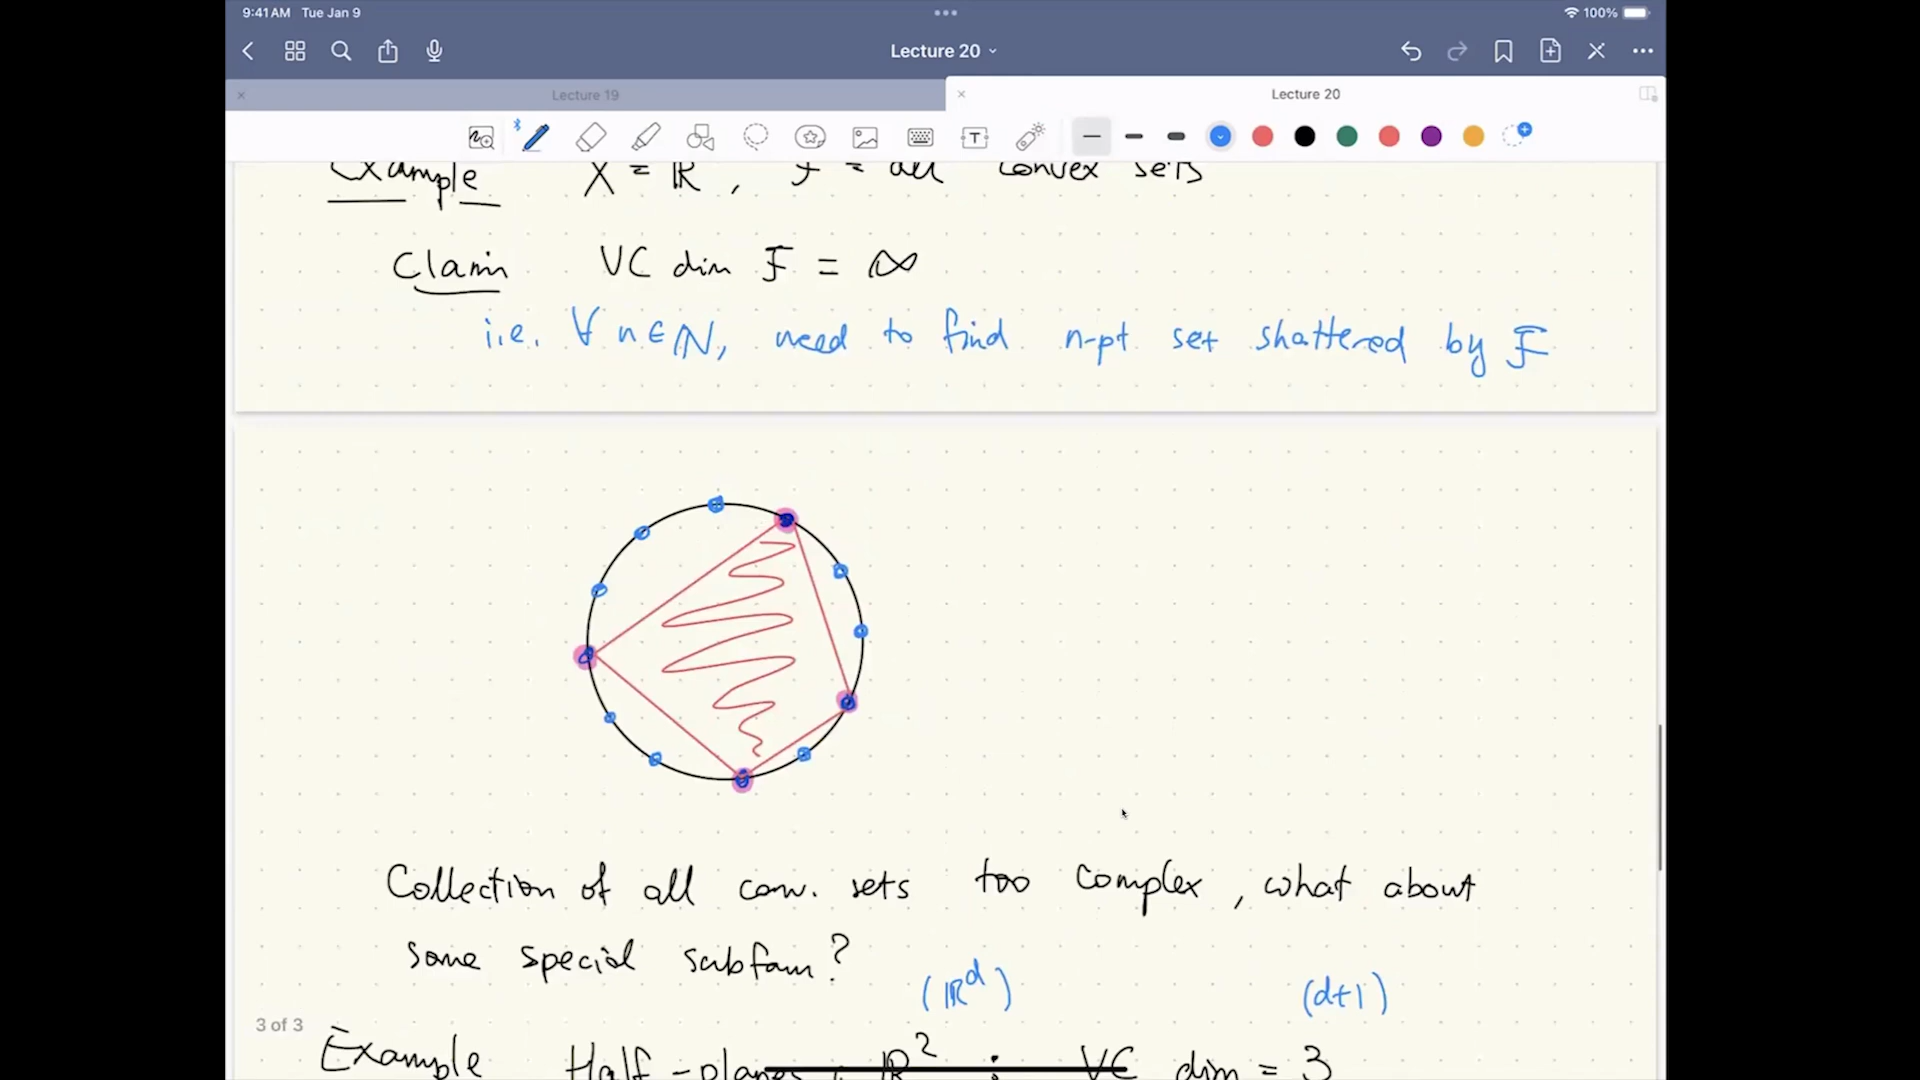 9:41 AM Tue Jan 9
100%
Lecture 20
Lecture 19
Lecture 20
Example X = ℝ, F = all convex sets
Claim VC dim F = ∞
i.e. ∀ n∈ℕ, need to find n-pt set shattered by F
Collection of all conv. sets too complex, what about
some special subfam?
(ℝ^d) (d+1)
3 of 3
Example Half-planes ℝ² : VC dim = 3